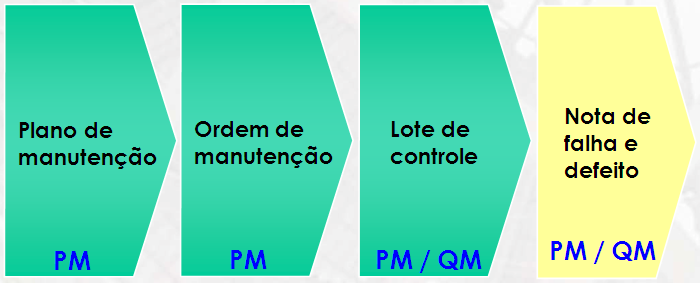 Plano de
manutenção
PM
Ordem de
manutenção
PM
Lote de
controle
PM / QM
Nota de
falha e
defeito
PM / QM